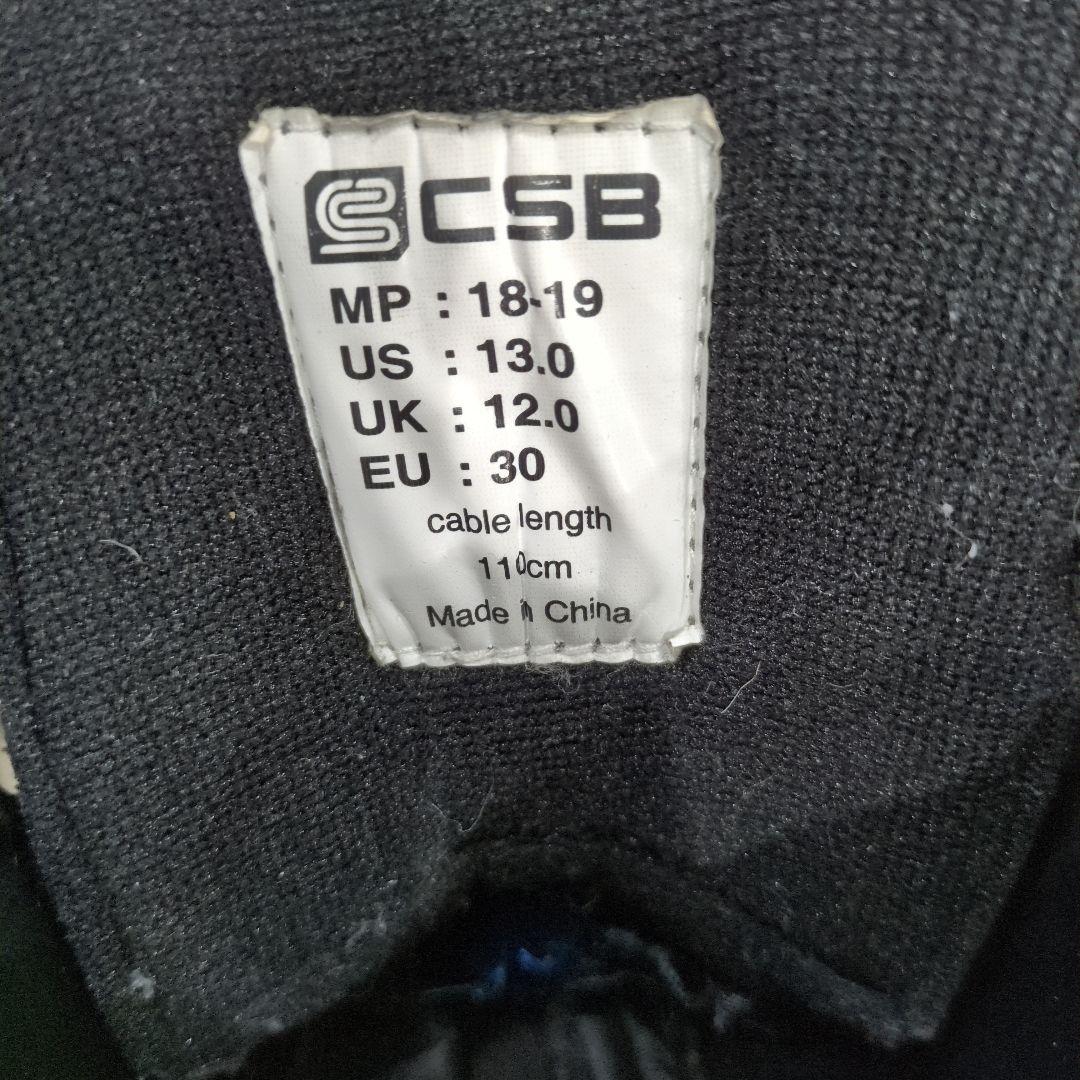 CSB
MP : 18-19
US : 13.0
UK : 12.0
EU : 30
cable length
110cm
Made in China